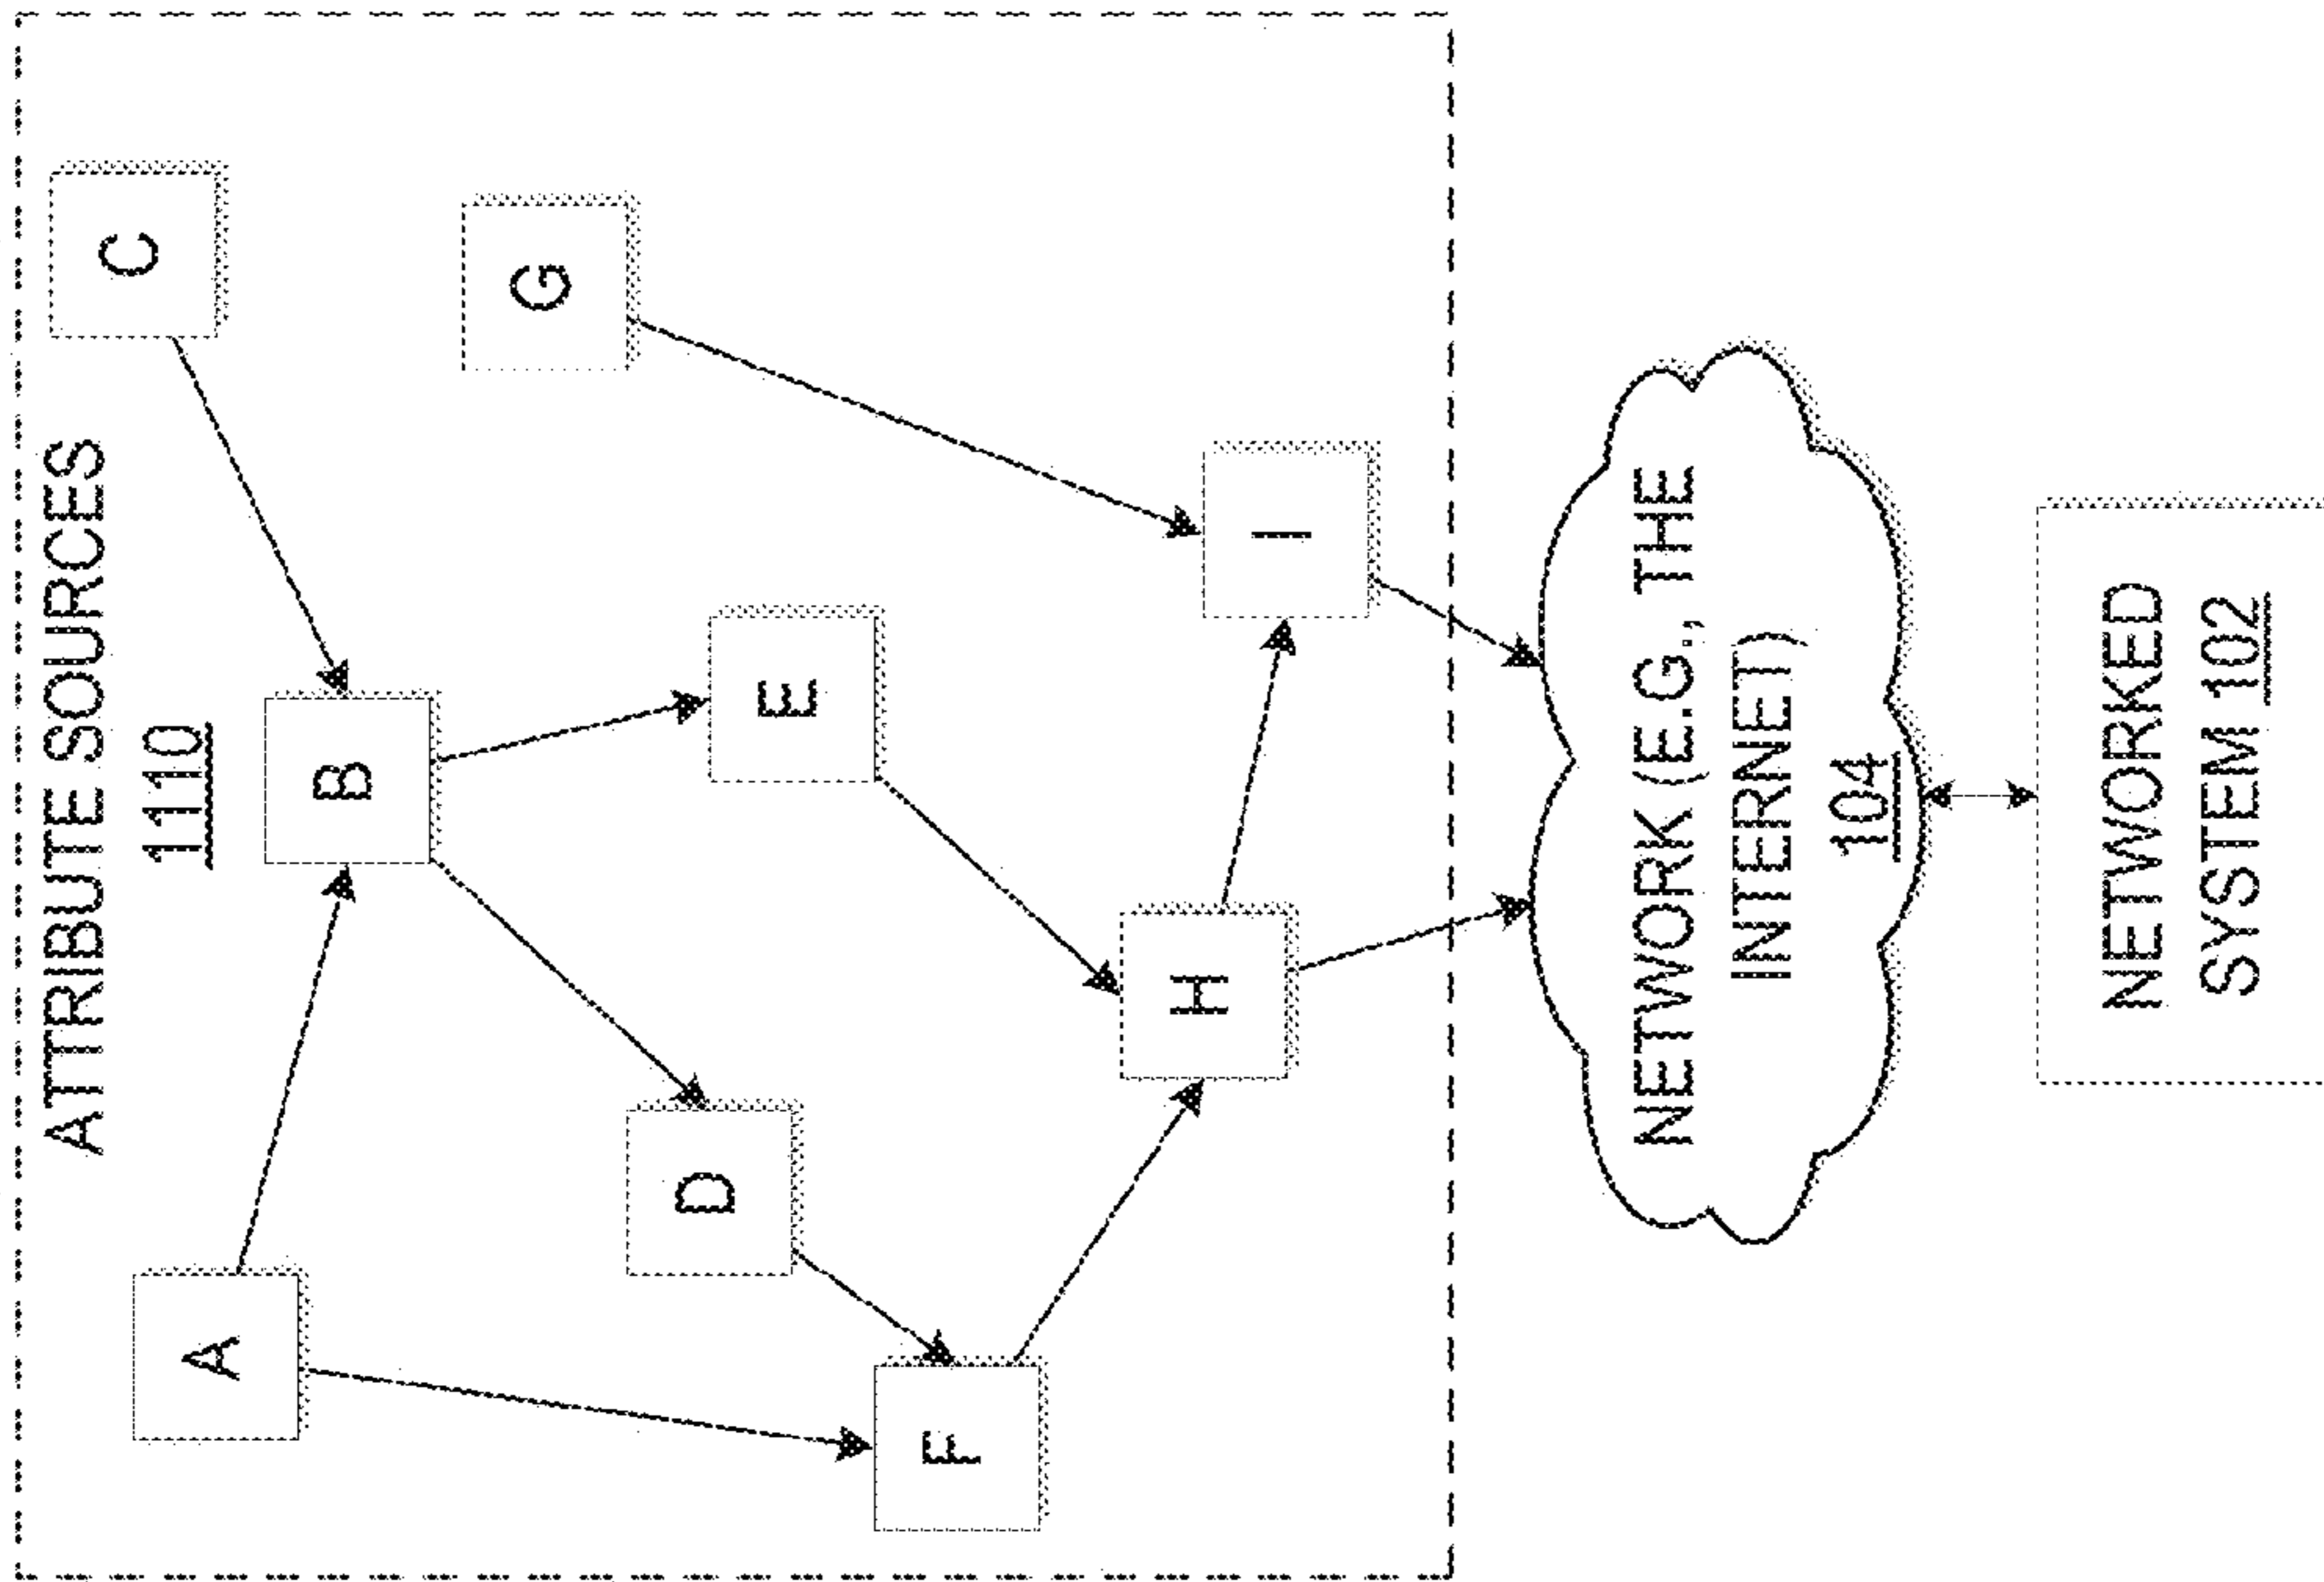 ATTRIBUTE SOURCES
1110
A
B
C
D
E
F
G
H
I
NETWORK (E.G., THE
INTERNET)
104
NETWORKED
SYSTEM 102